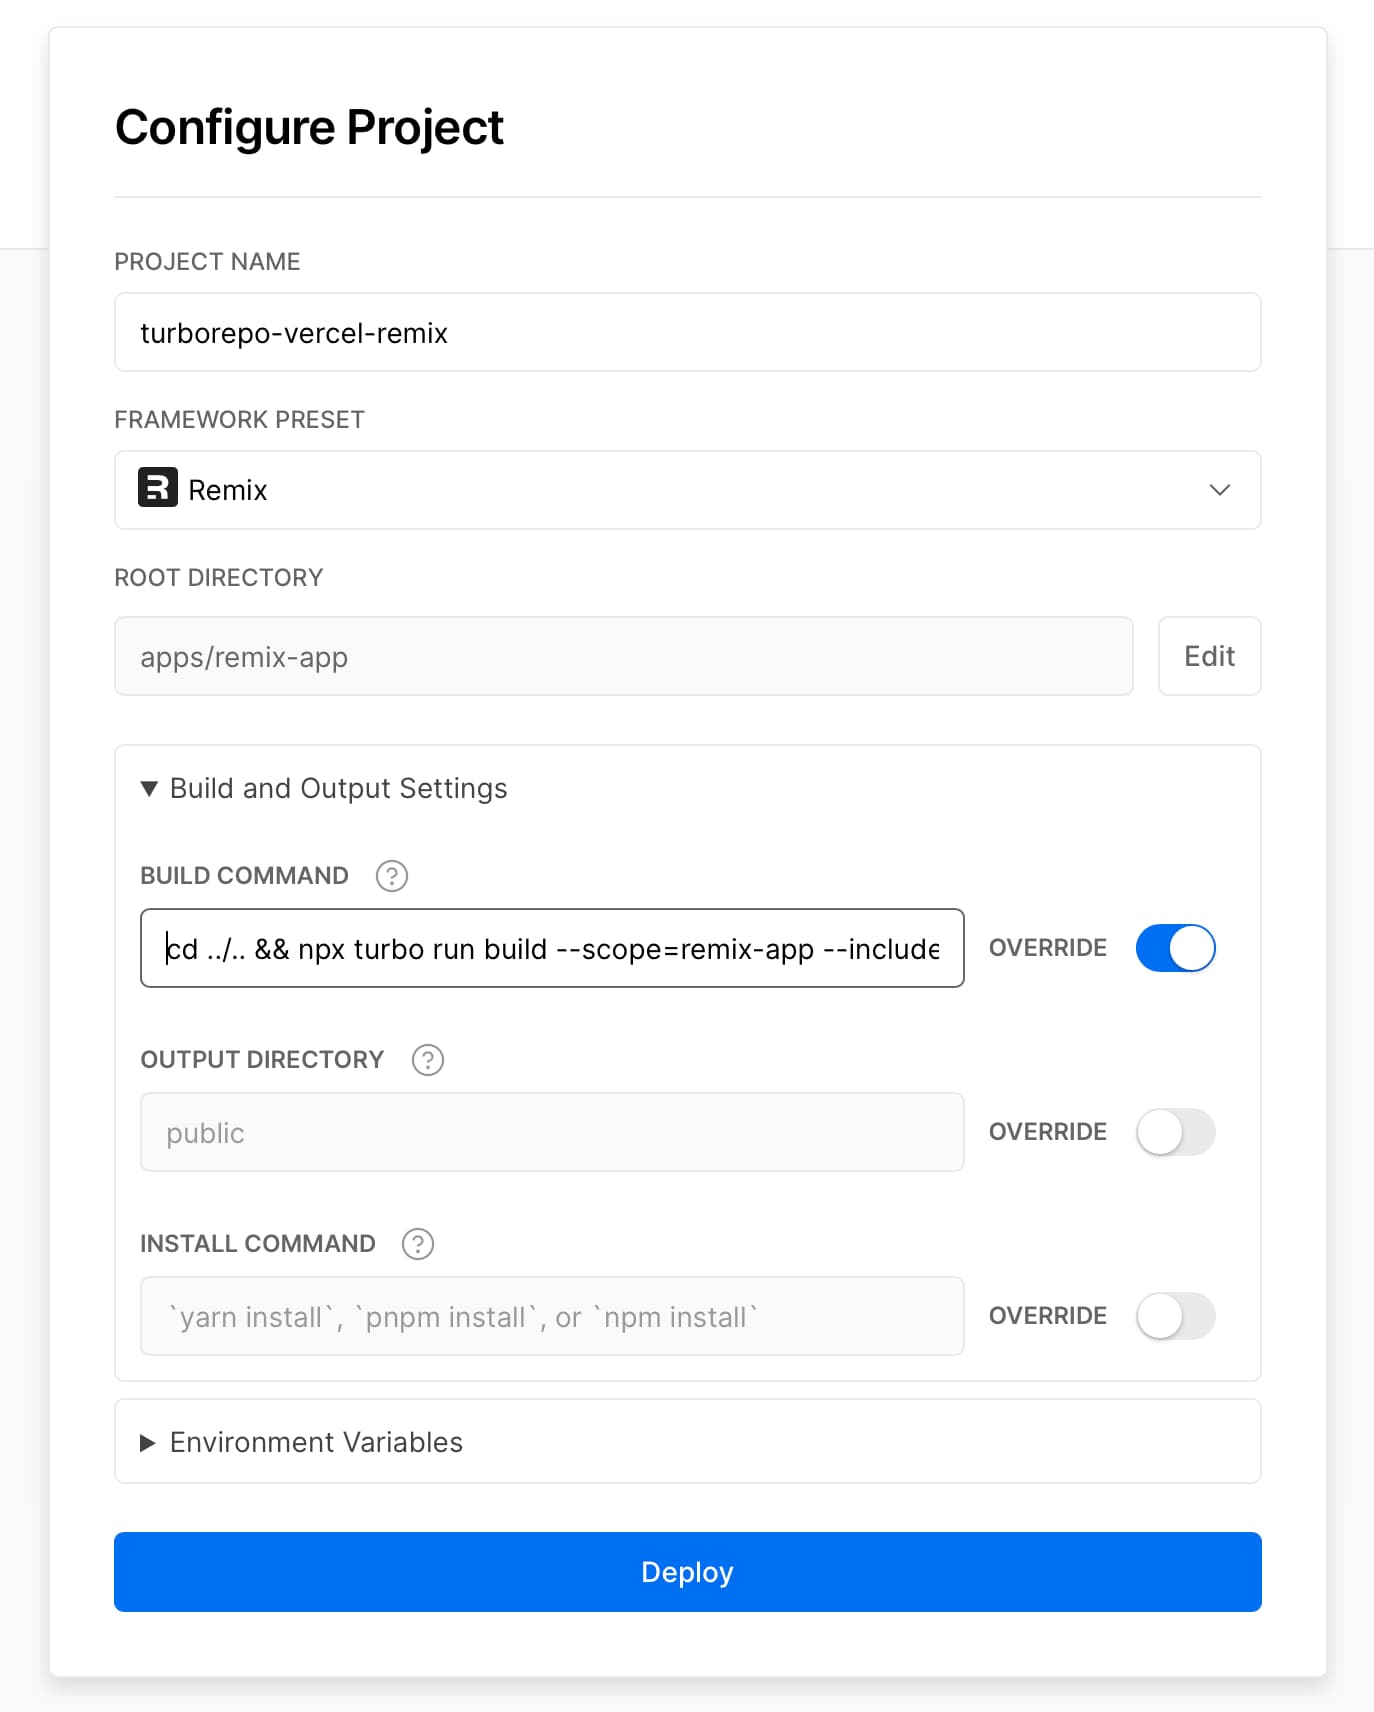 Configure Project
PROJECT NAME
turborepo-vercel-remix
FRAMEWORK PRESET
Remix
ROOT DIRECTORY
apps/remix-app
Edit
Build and Output Settings
BUILD COMMAND ?
cd ../.. && npx turbo run build --scope=remix-app --include
OVERRIDE
OUTPUT DIRECTORY ?
public
OVERRIDE
INSTALL COMMAND ?
`yarn install`, `pnpm install`, or `npm install`
OVERRIDE
Environment Variables
Deploy